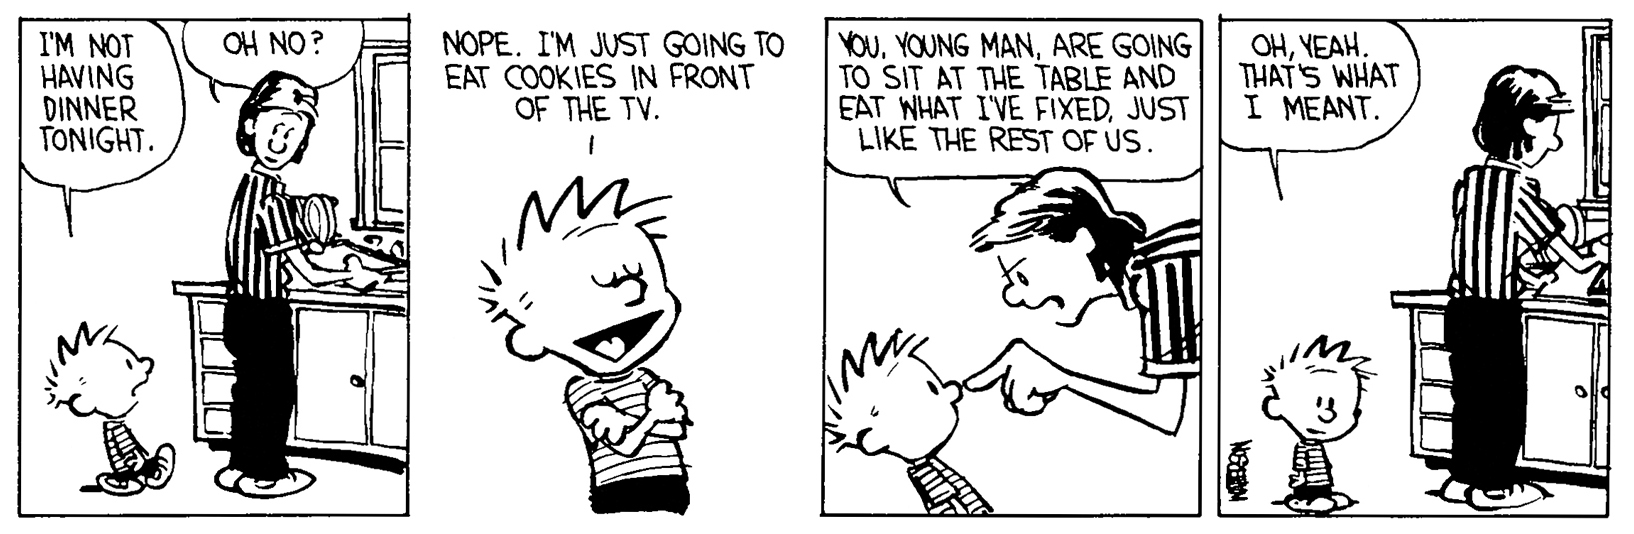 I'M NOT
HAVING
DINNER
TONIGHT.
OH NO?
NOPE. I'M JUST GOING TO
EAT COOKIES IN FRONT
OF THE TV.
YOU, YOUNG MAN, ARE GOING
TO SIT AT THE TABLE AND
EAT WHAT I'VE FIXED, JUST
LIKE THE REST OF US.
OH, YEAH.
THAT'S WHAT
I MEANT.
WATTERSON